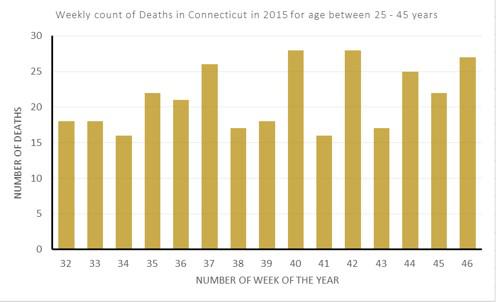 Weekly count of Deaths in Connecticut in 2015 for age between 25 - 45 years
30
25
20
15
10
5
0
NUMBER OF DEATHS
32 33 34 35 36 37 38 39 40 41 42 43 44 45 46
NUMBER OF WEEK OF THE YEAR